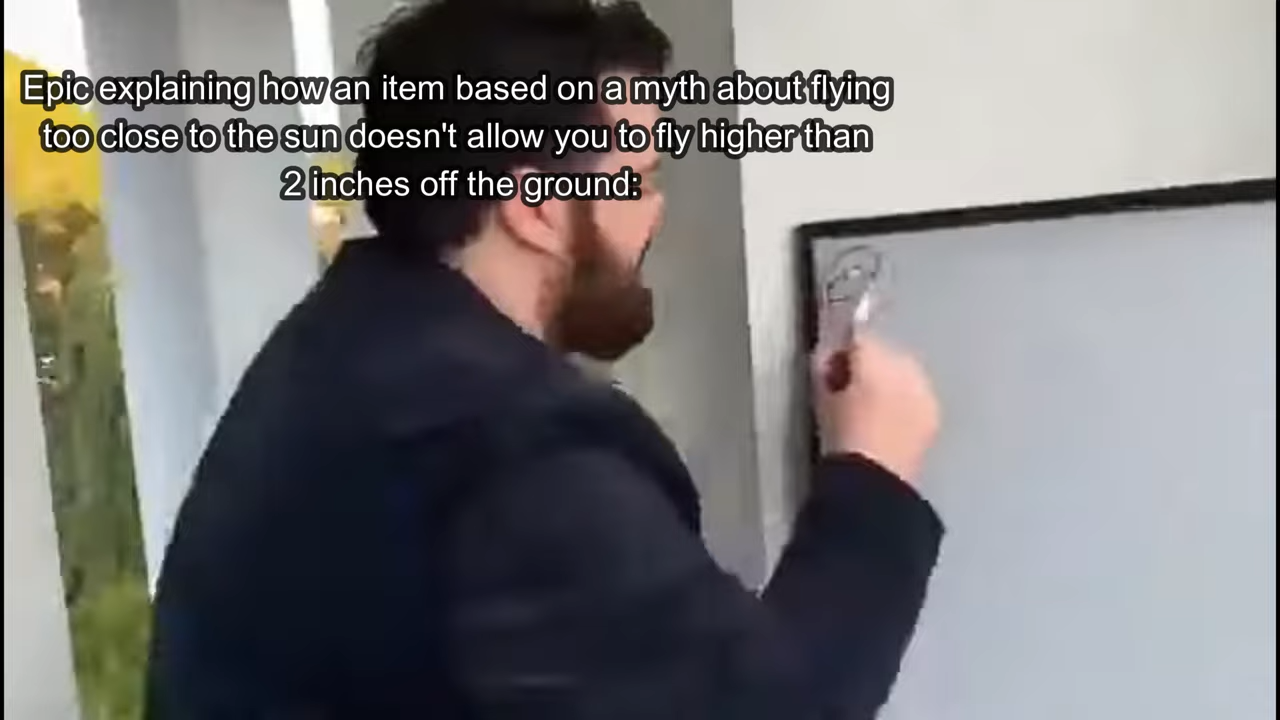 Epic explaining how an item based on a myth about flying
too close to the sun doesn't allow you to fly higher than
2 inches off the ground: